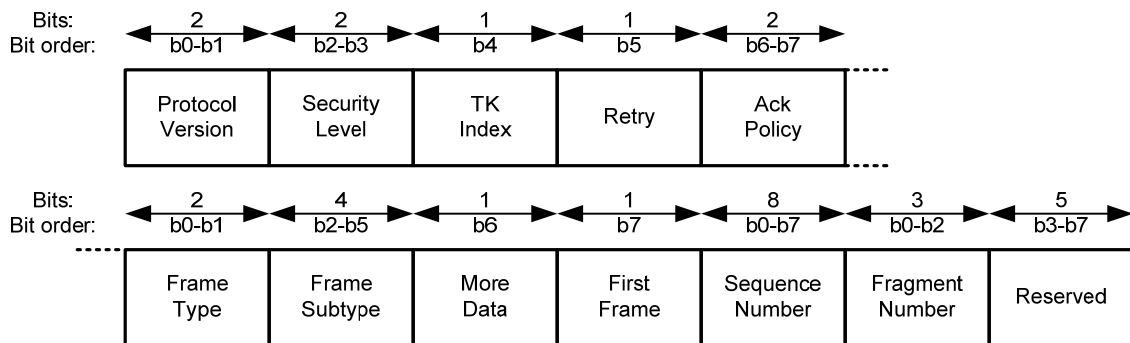 Bits: 2 2 1 1 2
Bit order: b0-b1 b2-b3 b4 b5 b6-b7
Protocol Security TK Retry Ack
Version Level Index Policy
Bits: 2 4 1 1 8 3 5
Bit order: b0-b1 b2-b5 b6 b7 b0-b7 b0-b2 b3-b7
Frame Frame More First Sequence Fragment Reserved
Type Subtype Data Frame Number Number